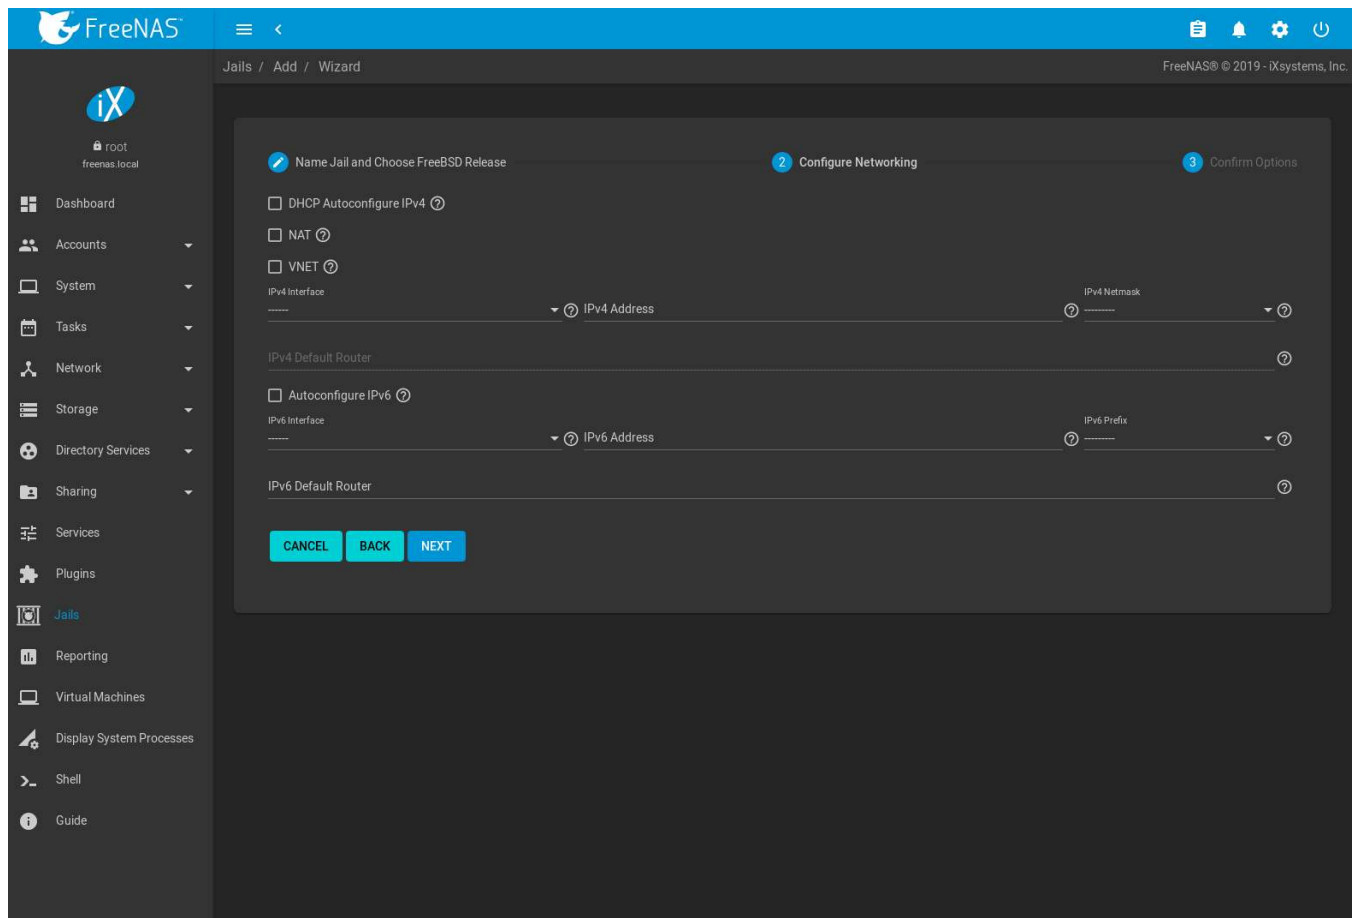 FreeNAS®
Jails / Add / Wizard
FreeNAS® © 2019 - iXsystems, Inc.
iX
root
freenas.local
Dashboard
Accounts
System
Tasks
Network
Storage
Directory Services
Sharing
Services
Plugins
Jails
Reporting
Virtual Machines
Display System Processes
Shell
Guide
Name Jail and Choose FreeBSD Release
2 Configure Networking
3 Confirm Options
DHCP Autoconfigure IPv4 ?
NAT ?
VNET ?
IPv4 Interface
------ ?
IPv4 Address ?
IPv4 Netmask
--------- ?
IPv4 Default Router ?
Autoconfigure IPv6 ?
IPv6 Interface
------ ?
IPv6 Address ?
IPv6 Prefix
--------- ?
IPv6 Default Router ?
CANCEL BACK NEXT